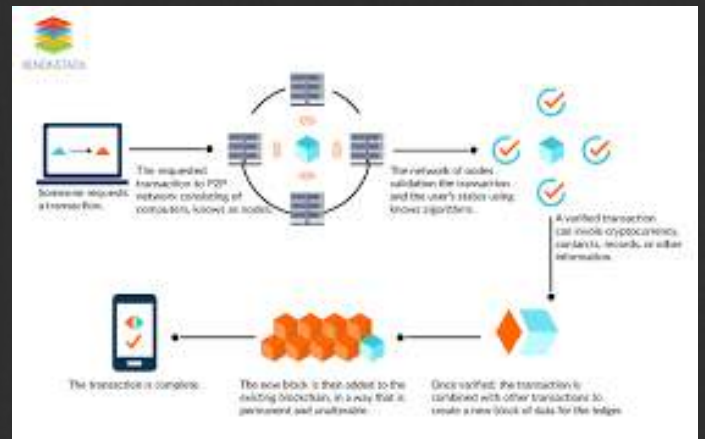 XENONSTACK
Someone requests
a transaction.
The requested
transaction to P2P
network consisting of
computers, known as nodes.
The network of nodes
validation the transaction
and the user's status using
known algorithms.
A verified transaction
can involve cryptocurrency,
contracts, records, or other
information.
The transaction is complete.
The new block is then added to the
existing blockchain, in a way that is
permanent and unalterable.
Once verified, the transaction is
combined with other transactions to
create a new block of data for the ledger.